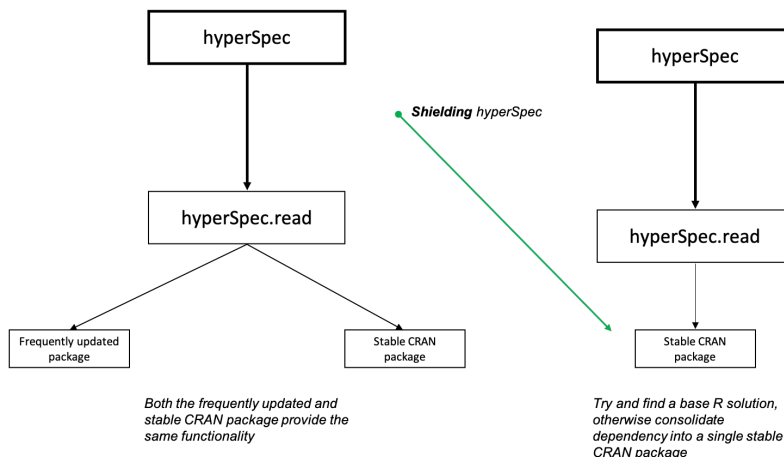 hyperSpec
hyperSpec.read
Frequently updated
package
Stable CRAN
package
Both the frequently updated and
stable CRAN package provide the
same functionality
Shielding hyperSpec
hyperSpec
hyperSpec.read
Stable CRAN
package
Try and find a base R solution,
otherwise consolidate
dependency into a single stable
CRAN package